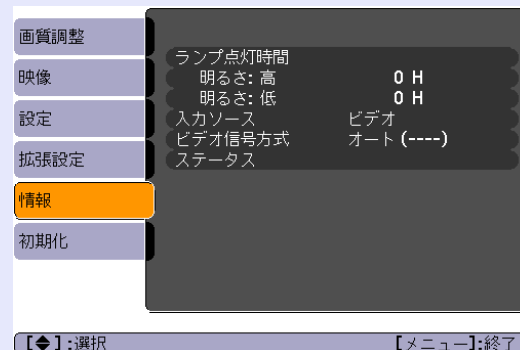 画質調整
映像
設定
拡張設定
情報
初期化
ランプ点灯時間
明るさ: 高 0 H
明るさ: 低 0 H
入力ソース ビデオ
ビデオ信号方式 オート (----)
ステータス
【◆】:選択 【メニュー】:終了